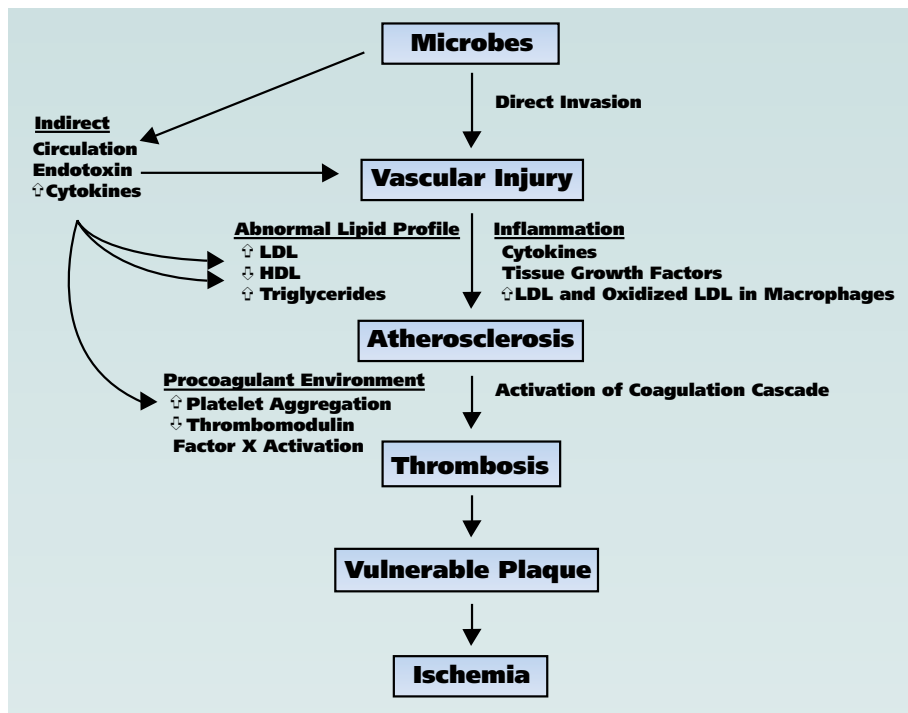 Microbes
Direct Invasion
Indirect
Circulation
Endotoxin
⇧Cytokines
Vascular Injury
Abnormal Lipid Profile
⇧ LDL
⇩ HDL
⇧ Triglycerides
Inflammation
Cytokines
Tissue Growth Factors
⇧LDL and Oxidized LDL in Macrophages
Atherosclerosis
Procoagulant Environment
⇧ Platelet Aggregation
⇩ Thrombomodulin
Factor X Activation
Activation of Coagulation Cascade
Thrombosis
Vulnerable Plaque
Ischemia